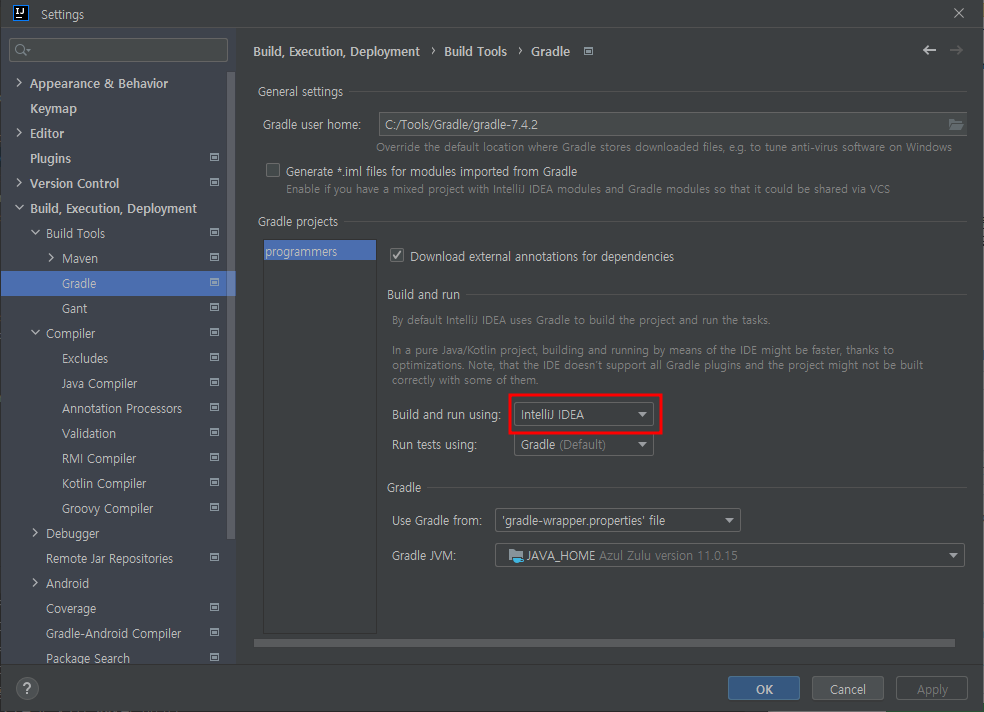 IJ
Settings
Build, Execution, Deployment › Build Tools › Gradle
Appearance & Behavior
Keymap
Editor
Plugins
Version Control
Build, Execution, Deployment
Build Tools
Maven
Gradle
Gant
Compiler
Excludes
Java Compiler
Annotation Processors
Validation
RMI Compiler
Kotlin Compiler
Groovy Compiler
Debugger
Remote Jar Repositories
Android
Coverage
Gradle-Android Compiler
Package Search
General settings
Gradle user home: C:/Tools/Gradle/gradle-7.4.2
Override the default location where Gradle stores downloaded files, e.g. to tune anti-virus software on Windows
Generate *.iml files for modules imported from Gradle
Enable if you have a mixed project with IntelliJ IDEA modules and Gradle modules so that it could be shared via VCS
Gradle projects
programmers
Download external annotations for dependencies
Build and run
By default IntelliJ IDEA uses Gradle to build the project and run the tasks.
In a pure Java/Kotlin project, building and running by means of the IDE might be faster, thanks to
optimizations. Note, that the IDE doesn't support all Gradle plugins and the project might not be built
correctly with some of them.
Build and run using: IntelliJ IDEA
Run tests using: Gradle (Default)
Gradle
Use Gradle from: 'gradle-wrapper.properties' file
Gradle JVM: JAVA_HOME Azul Zulu version 11.0.15
?
OK Cancel Apply